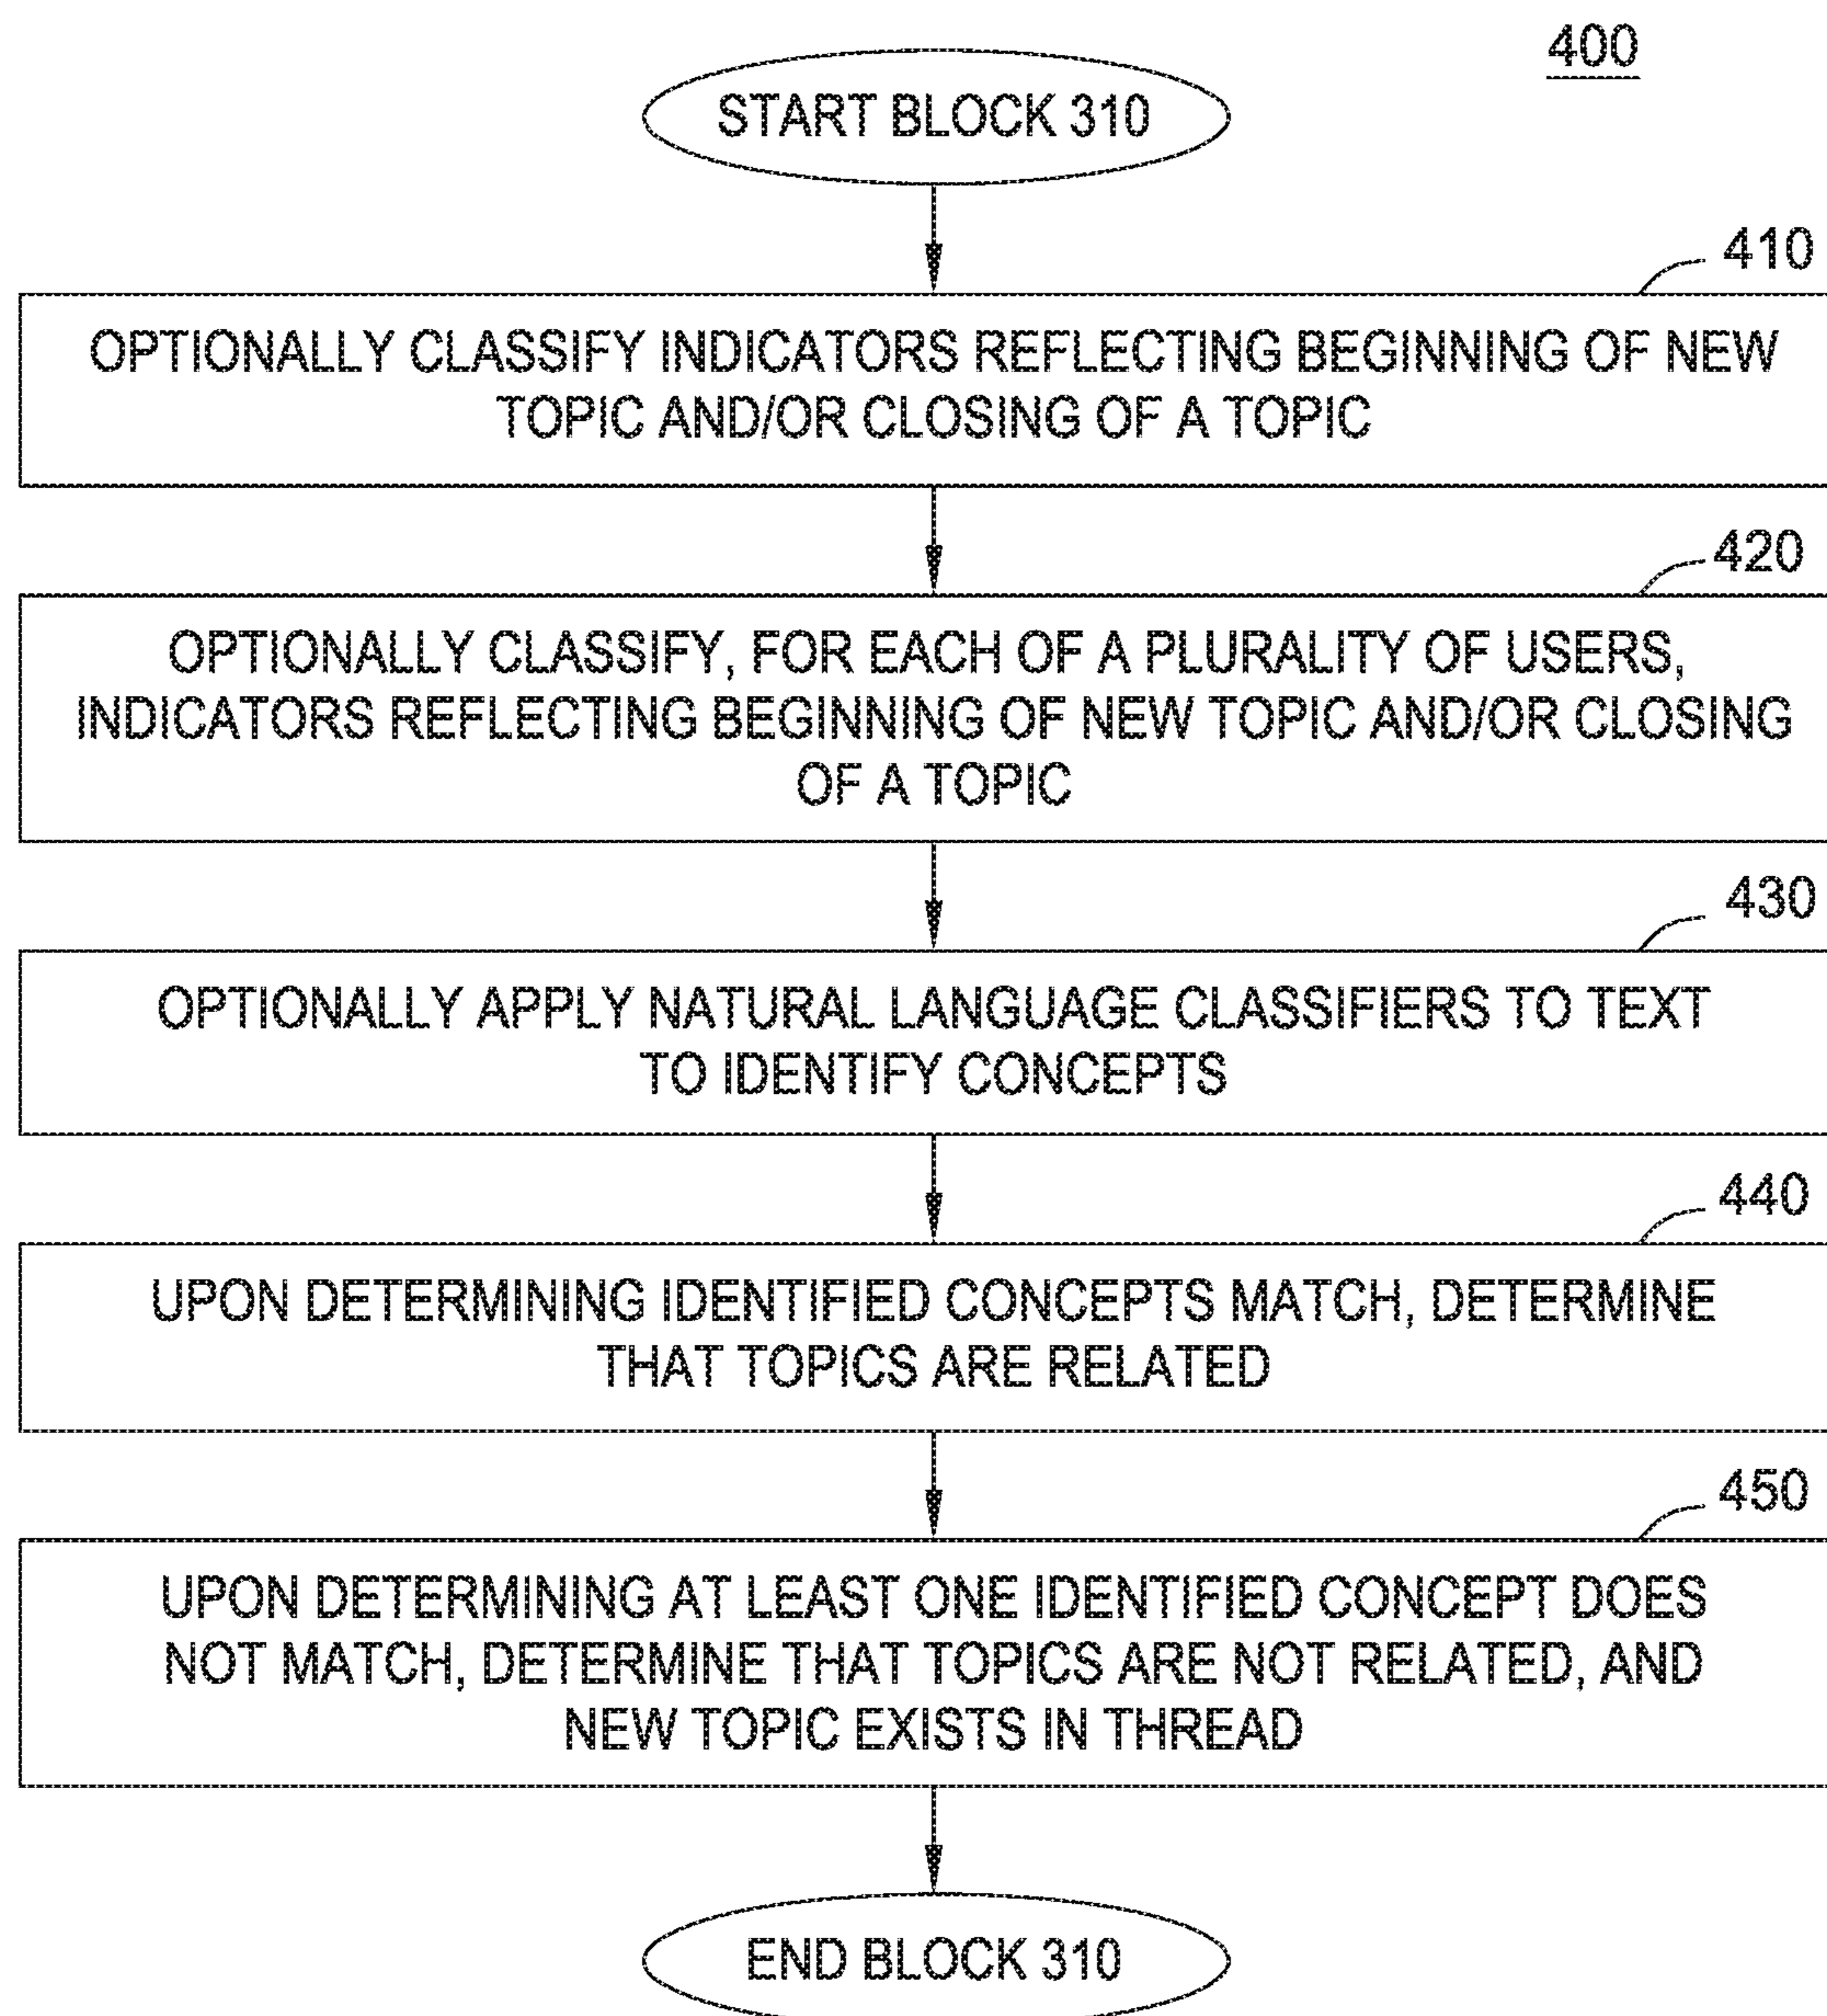 400
START BLOCK 310
410
OPTIONALLY CLASSIFY INDICATORS REFLECTING BEGINNING OF NEW
TOPIC AND/OR CLOSING OF A TOPIC
420
OPTIONALLY CLASSIFY, FOR EACH OF A PLURALITY OF USERS,
INDICATORS REFLECTING BEGINNING OF NEW TOPIC AND/OR CLOSING
OF A TOPIC
430
OPTIONALLY APPLY NATURAL LANGUAGE CLASSIFIERS TO TEXT
TO IDENTIFY CONCEPTS
440
UPON DETERMINING IDENTIFIED CONCEPTS MATCH, DETERMINE
THAT TOPICS ARE RELATED
450
UPON DETERMINING AT LEAST ONE IDENTIFIED CONCEPT DOES
NOT MATCH, DETERMINE THAT TOPICS ARE NOT RELATED, AND
NEW TOPIC EXISTS IN THREAD
END BLOCK 310